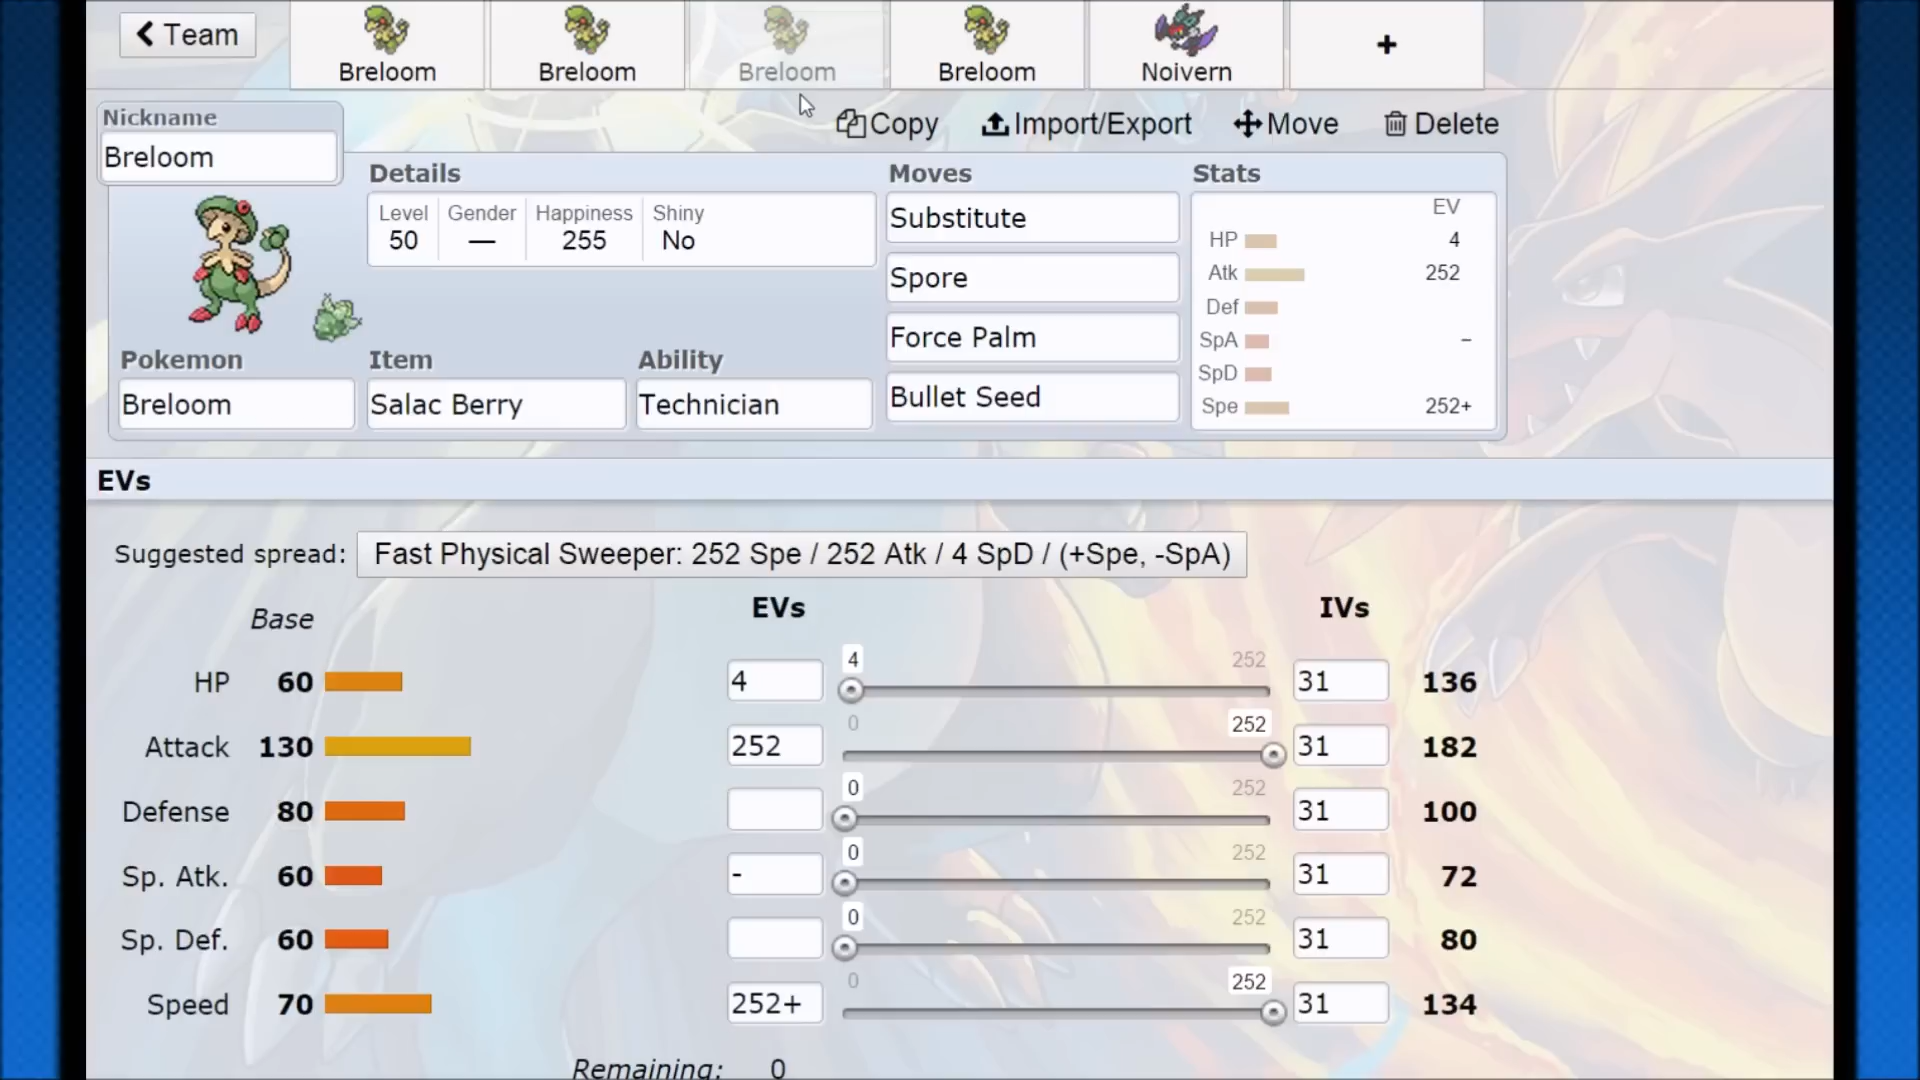 Team
Breloom
Breloom
Breloom
Breloom
Noivern
+
Nickname
Breloom
Copy
Import/Export
Move
Delete
Details
Level Gender Happiness Shiny
50 — 255 No
Pokemon
Breloom
Item
Salac Berry
Ability
Technician
Moves
Substitute
Spore
Force Palm
Bullet Seed
Stats
EV
HP 4
Atk 252
Def
SpA −
SpD
Spe 252+
EVs
Suggested spread: Fast Physical Sweeper: 252 Spe / 252 Atk / 4 SpD / (+Spe, -SpA)
Base EVs IVs
HP 60 4 4 252 31 136
Attack 130 252 0 252 31 182
Defense 80 0 252 31 100
Sp. Atk. 60 - 0 252 31 72
Sp. Def. 60 0 252 31 80
Speed 70 252+ 0 252 31 134
Remaining: 0